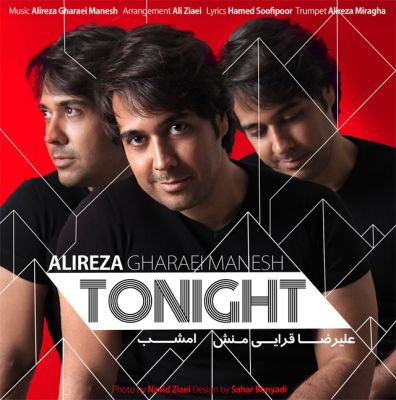 Music Alireza Gharaei Manesh Arrangement Ali Ziaei Lyrics Hamed Soofipoor Trumpet Alireza Miragha
ALIREZA GHARAEI MANESH
TONIGHT
علیرضا قرایی منش امشب
Photo by Navid Ziaei Design by Sahar Bonyadi